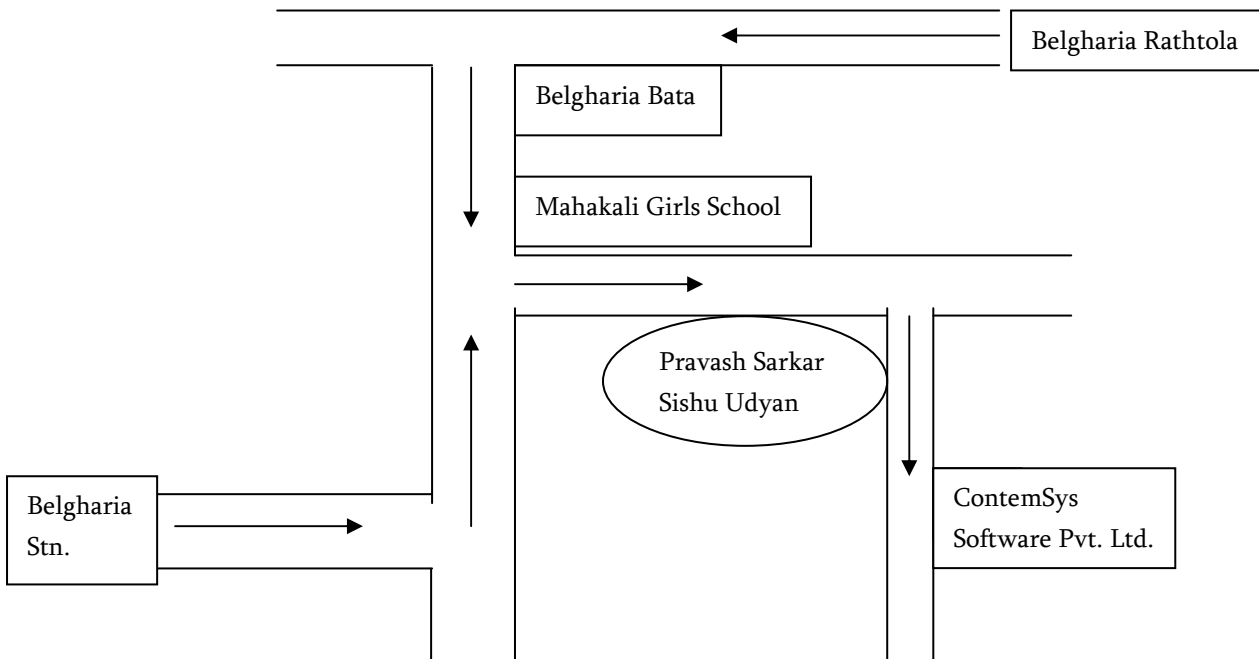 Belgharia Rathtola
Belgharia Bata
Mahakali Girls School
Pravash Sarkar
Sishu Udyan
Belgharia
Stn.
ContemSys
Software Pvt. Ltd.